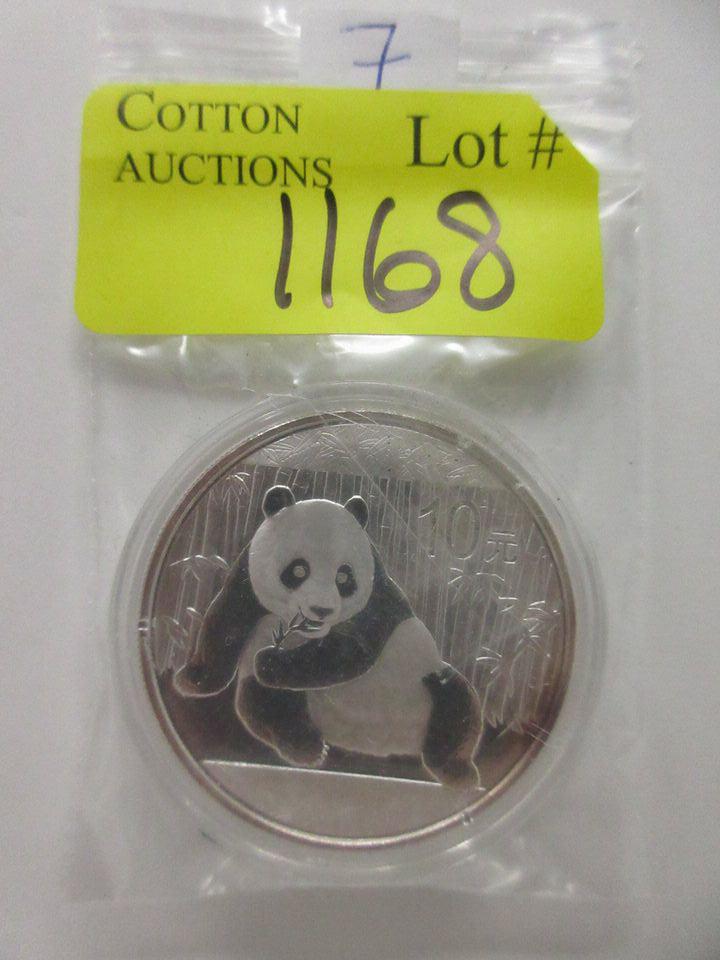 7
COTTON
AUCTIONS
Lot #
1168
10元